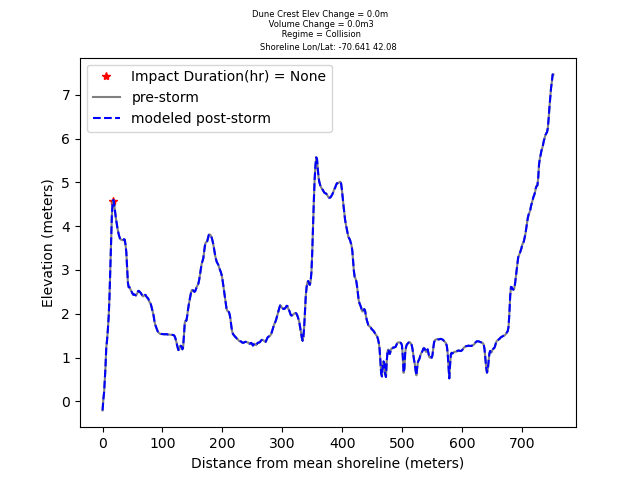 Dune Crest Elev Change = 0.0m
Volume Change = 0.0m3
Regime = Collision
Shoreline Lon/Lat: -70.641 42.08
Impact Duration(hr) = None
pre-storm
modeled post-storm
7
6
5
4
3
2
1
0
Elevation (meters)
0 100 200 300 400 500 600 700
Distance from mean shoreline (meters)